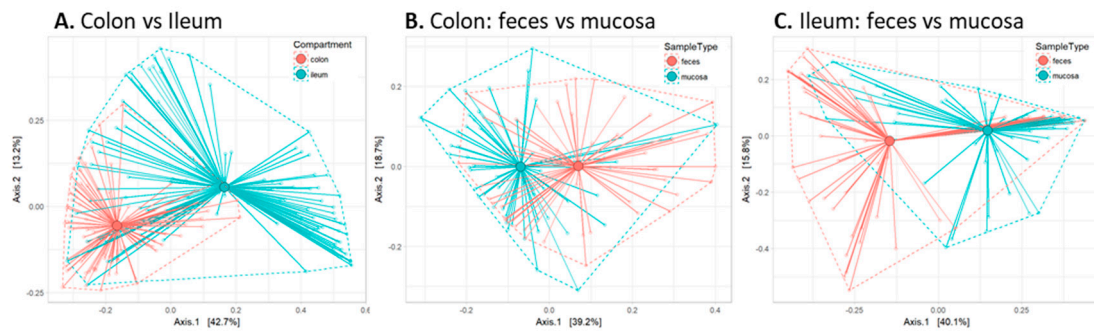 A. Colon vs Ileum
Compartment
colon
ileum
0.25
0.00
-0.25
Axis.2 [13.2%]
-0.2
0.0
0.2
0.4
0.6
Axis.1 [42.7%]
B. Colon: feces vs mucosa
SampleType
feces
mucosa
0.2
0.0
-0.2
Axis.2 [18.7%]
-0.2
0.0
0.2
0.4
Axis.1 [39.2%]
C. Ileum: feces vs mucosa
SampleType
feces
mucosa
0.2
0.0
-0.2
-0.4
Axis.2 [15.8%]
-0.25
0.00
0.25
Axis.1 [40.1%]